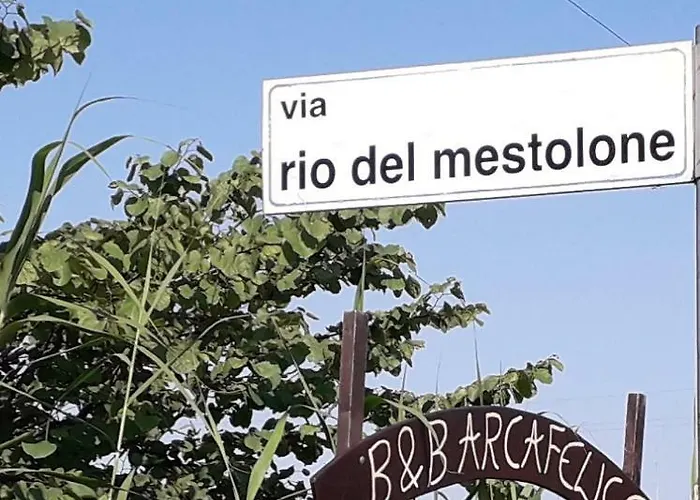 via
rio del mestolone
B&B ARCAFELICE